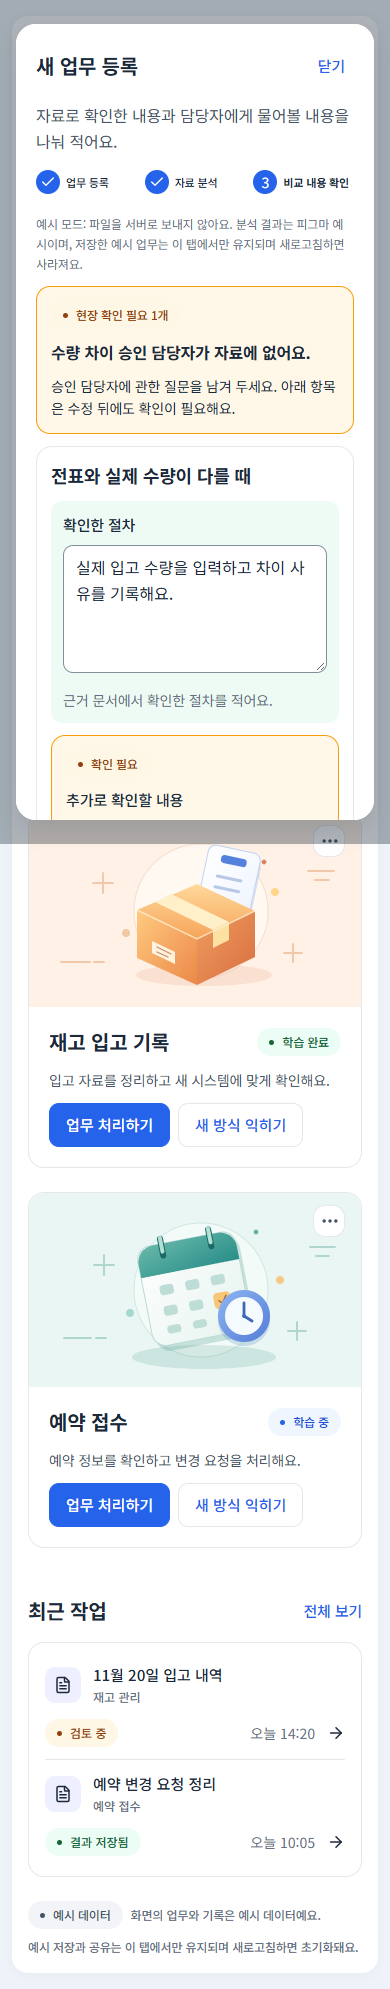 새 업무 등록
닫기
자료로 확인한 내용과 담당자에게 물어볼 내용을
나눠 적어요.
업무 등록
자료 분석
3 비교 내용 확인
예시 모드: 파일을 서버로 보내지 않아요. 분석 결과는 피그마 예
시이며, 저장한 예시 업무는 이 탭에서만 유지되며 새로고침하면
사라져요.
현장 확인 필요 1개
수량 차이 승인 담당자가 자료에 없어요.
승인 담당자에 관한 질문을 남겨 두세요. 아래 항목
은 수정 뒤에도 확인이 필요해요.
전표와 실제 수량이 다를 때
확인한 절차
실제 입고 수량을 입력하고 차이 사
유를 기록해요.
근거 문서에서 확인한 절차를 적어요.
확인 필요
추가로 확인할 내용
재고 입고 기록
학습 완료
입고 자료를 정리하고 새 시스템에 맞게 확인해요.
업무 처리하기
새 방식 익히기
예약 접수
학습 중
예약 정보를 확인하고 변경 요청을 처리해요.
업무 처리하기
새 방식 익히기
최근 작업
전체 보기
11월 20일 입고 내역
재고 관리
검토 중
오늘 14:20
예약 변경 요청 정리
예약 접수
결과 저장됨
오늘 10:05
예시 데이터
화면의 업무와 기록은 예시 데이터예요.
예시 저장과 공유는 이 탭에서만 유지되며 새로고침하면 초기화돼요.